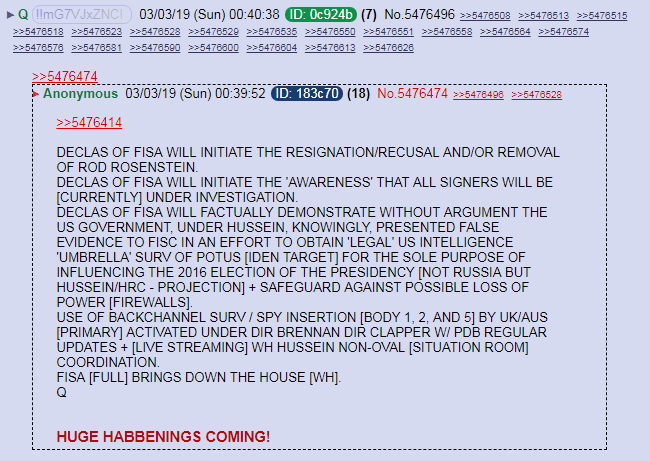 ► Q !!mG7VJxZNCI 03/03/19 (Sun) 00:40:38 ID: 0c924b (7) No.5476496 >>5476508 >>5476513 >>5476515
>>5476518 >>5476523 >>5476528 >>5476529 >>5476535 >>5476550 >>5476551 >>5476558 >>5476564 >>5476574
>>5476576 >>5476581 >>5476590 >>5476600 >>5476604 >>5476613 >>5476626
>>5476474
► Anonymous 03/03/19 (Sun) 00:39:52 ID: 183c70 (18) No.5476474 >>5476496 >>5476528
>>5476414
DECLAS OF FISA WILL INITIATE THE RESIGNATION/RECUSAL AND/OR REMOVAL
OF ROD ROSENSTEIN.
DECLAS OF FISA WILL INITIATE THE 'AWARENESS' THAT ALL SIGNERS WILL BE
[CURRENTLY] UNDER INVESTIGATION.
DECLAS OF FISA WILL FACTUALLY DEMONSTRATE WITHOUT ARGUMENT THE
US GOVERNMENT, UNDER HUSSEIN, KNOWINGLY, PRESENTED FALSE
EVIDENCE TO FISC IN AN EFFORT TO OBTAIN 'LEGAL' US INTELLIGENCE
'UMBRELLA' SURV OF POTUS [IDEN TARGET] FOR THE SOLE PURPOSE OF
INFLUENCING THE 2016 ELECTION OF THE PRESIDENCY [NOT RUSSIA BUT
HUSSEIN/HRC - PROJECTION] + SAFEGUARD AGAINST POSSIBLE LOSS OF
POWER [FIREWALLS].
USE OF BACKCHANNEL SURV / SPY INSERTION [BODY 1, 2, AND 5] BY UK/AUS
[PRIMARY] ACTIVATED UNDER DIR BRENNAN DIR CLAPPER W/ PDB REGULAR
UPDATES + [LIVE STREAMING] WH HUSSEIN NON-OVAL [SITUATION ROOM]
COORDINATION.
FISA [FULL] BRINGS DOWN THE HOUSE [WH].
Q
HUGE HABBENINGS COMING!